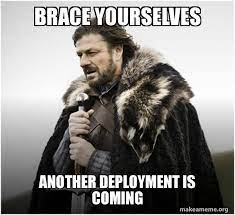 BRACE YOURSELVES
ANOTHER DEPLOYMENT IS
COMING
makeameme.org